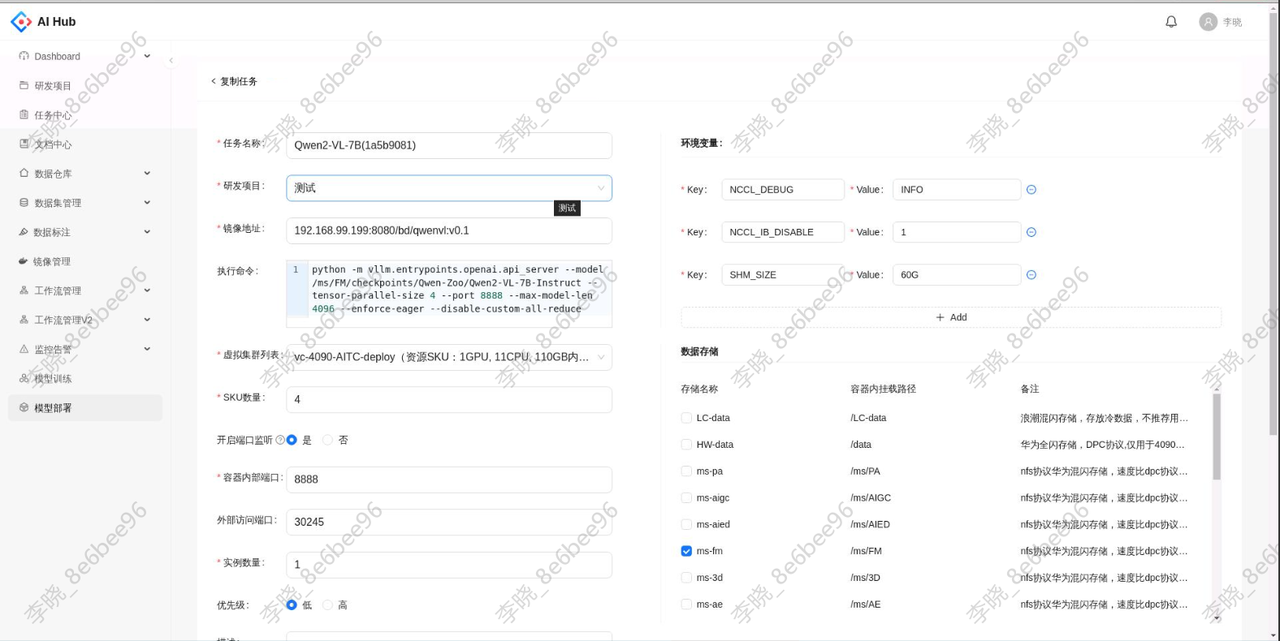 AI Hub
李晓
Dashboard
研发项目
任务中心
文档中心
数据仓库
数据集管理
数据标注
镜像管理
工作流管理
工作流管理V2
监控告警
模型训练
模型部署
复制任务
* 任务名称: Qwen2-VL-7B(1a5b9081)
* 研发项目: 测试
测试
* 镜像地址: 192.168.99.199:8080/bd/qwenvl:v0.1
执行命令: 1 python -m vllm.entrypoints.openai.api_server --model
/ms/FM/checkpoints/Qwen-Zoo/Qwen2-VL-7B-Instruct --
tensor-parallel-size 4 --port 8888 --max-model-len
4096 --enforce-eager --disable-custom-all-reduce
* 虚拟集群列表: vc-4090-AITC-deploy（资源SKU：1GPU, 11CPU, 110GB内...
* SKU数量: 4
开启端口监听 是 否
* 容器内部端口: 8888
外部访问端口: 30245
* 实例数量: 1
优先级: 低 高
描述:
环境变量:
* Key: NCCL_DEBUG * Value: INFO
* Key: NCCL_IB_DISABLE * Value: 1
* Key: SHM_SIZE * Value: 60G
+ Add
数据存储
存储名称 容器内挂载路径 备注
LC-data /LC-data 浪潮混闪存储，存放冷数据，不推荐用...
HW-data /data 华为全闪存储，DPC协议,仅用于4090...
ms-pa /ms/PA nfs协议华为混闪存储，速度比dpc协议...
ms-aigc /ms/AIGC nfs协议华为混闪存储，速度比dpc协议...
ms-aied /ms/AIED nfs协议华为混闪存储，速度比dpc协议...
ms-fm /ms/FM nfs协议华为混闪存储，速度比dpc协议...
ms-3d /ms/3D nfs协议华为混闪存储，速度比dpc协议...
ms-ae /ms/AE nfs协议华为混闪存储，速度比dpc协议...
李晓_8e6bee96